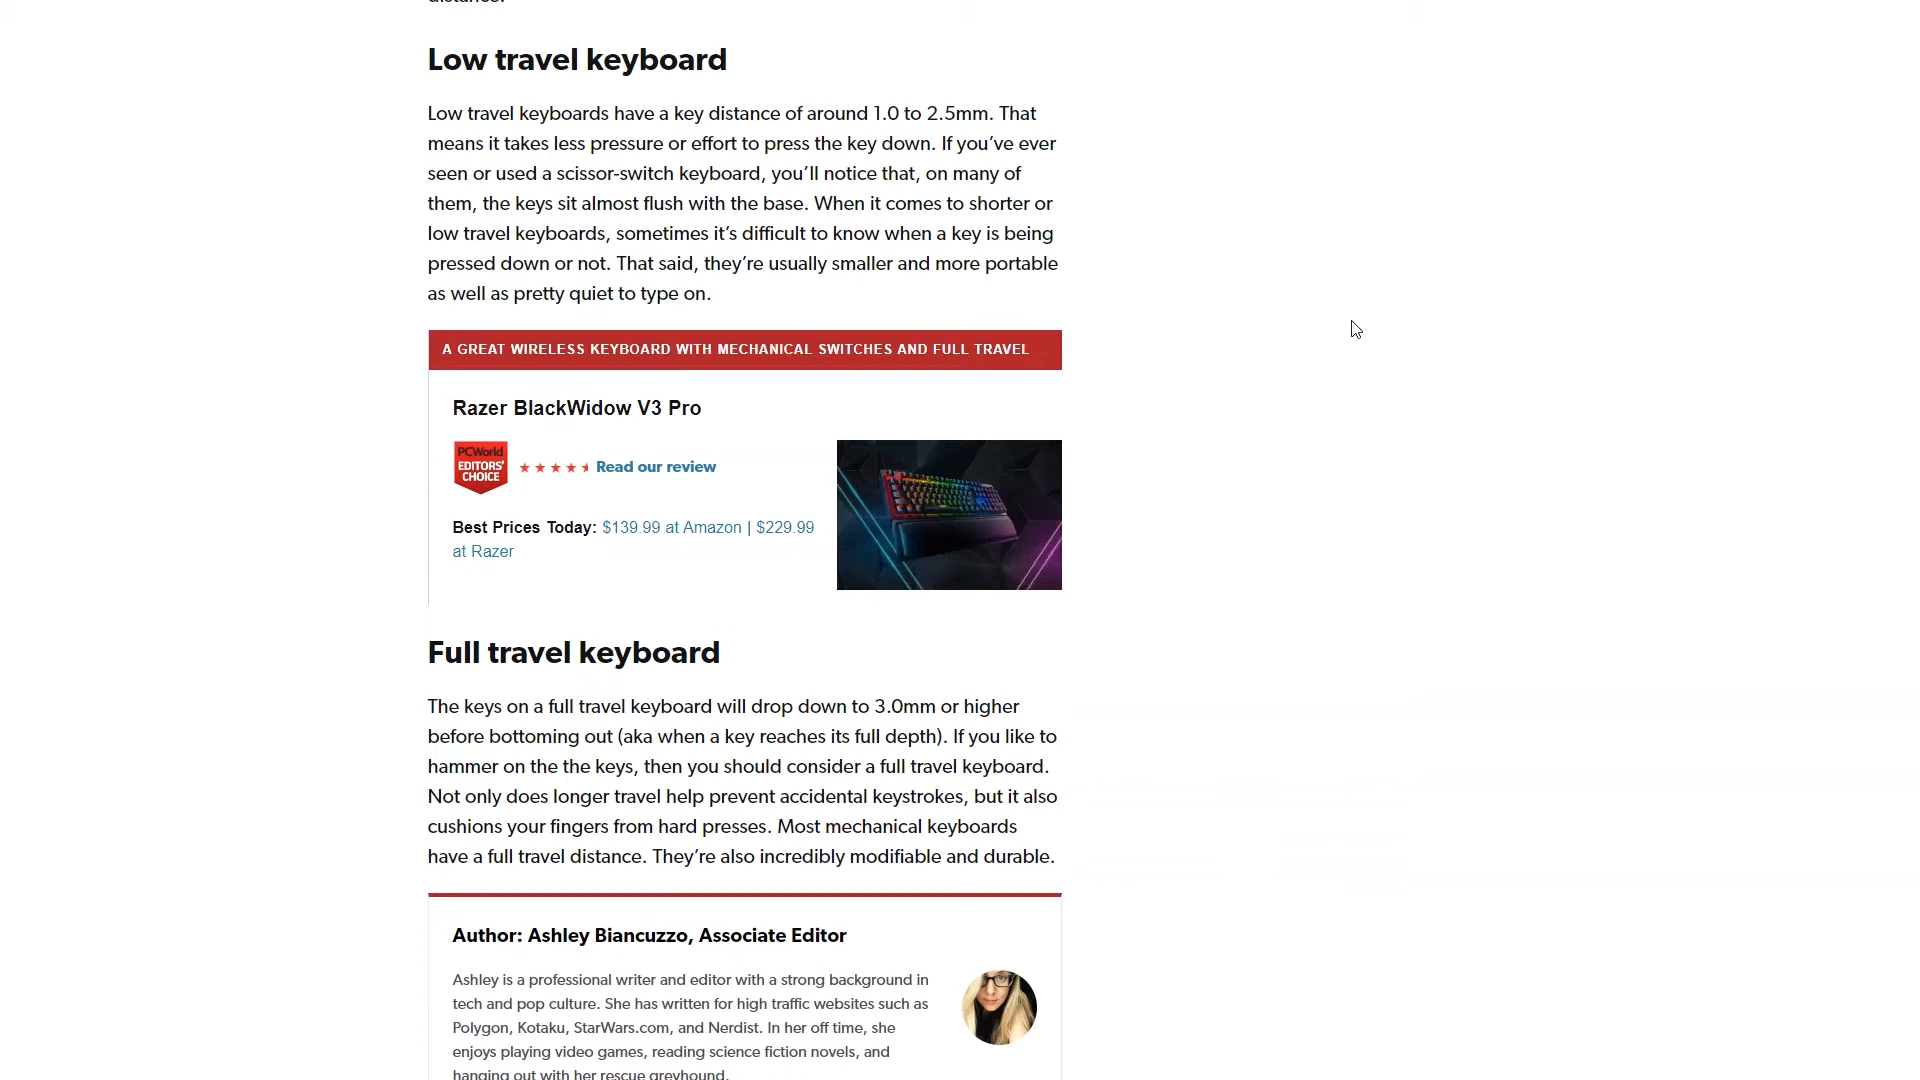 Low travel keyboard
Low travel keyboards have a key distance of around 1.0 to 2.5mm. That
means it takes less pressure or effort to press the key down. If you’ve ever
seen or used a scissor-switch keyboard, you’ll notice that, on many of
them, the keys sit almost flush with the base. When it comes to shorter or
low travel keyboards, sometimes it’s difficult to know when a key is being
pressed down or not. That said, they’re usually smaller and more portable
as well as pretty quiet to type on.
A GREAT WIRELESS KEYBOARD WITH MECHANICAL SWITCHES AND FULL TRAVEL
Razer BlackWidow V3 Pro
PCWorld
EDITORS’
CHOICE
Read our review
Best Prices Today: $139.99 at Amazon | $229.99
at Razer
Full travel keyboard
The keys on a full travel keyboard will drop down to 3.0mm or higher
before bottoming out (aka when a key reaches its full depth). If you like to
hammer on the the keys, then you should consider a full travel keyboard.
Not only does longer travel help prevent accidental keystrokes, but it also
cushions your fingers from hard presses. Most mechanical keyboards
have a full travel distance. They’re also incredibly modifiable and durable.
Author: Ashley Biancuzzo, Associate Editor
Ashley is a professional writer and editor with a strong background in
tech and pop culture. She has written for high traffic websites such as
Polygon, Kotaku, StarWars.com, and Nerdist. In her off time, she
enjoys playing video games, reading science fiction novels, and
hanging out with her rescue greyhound.